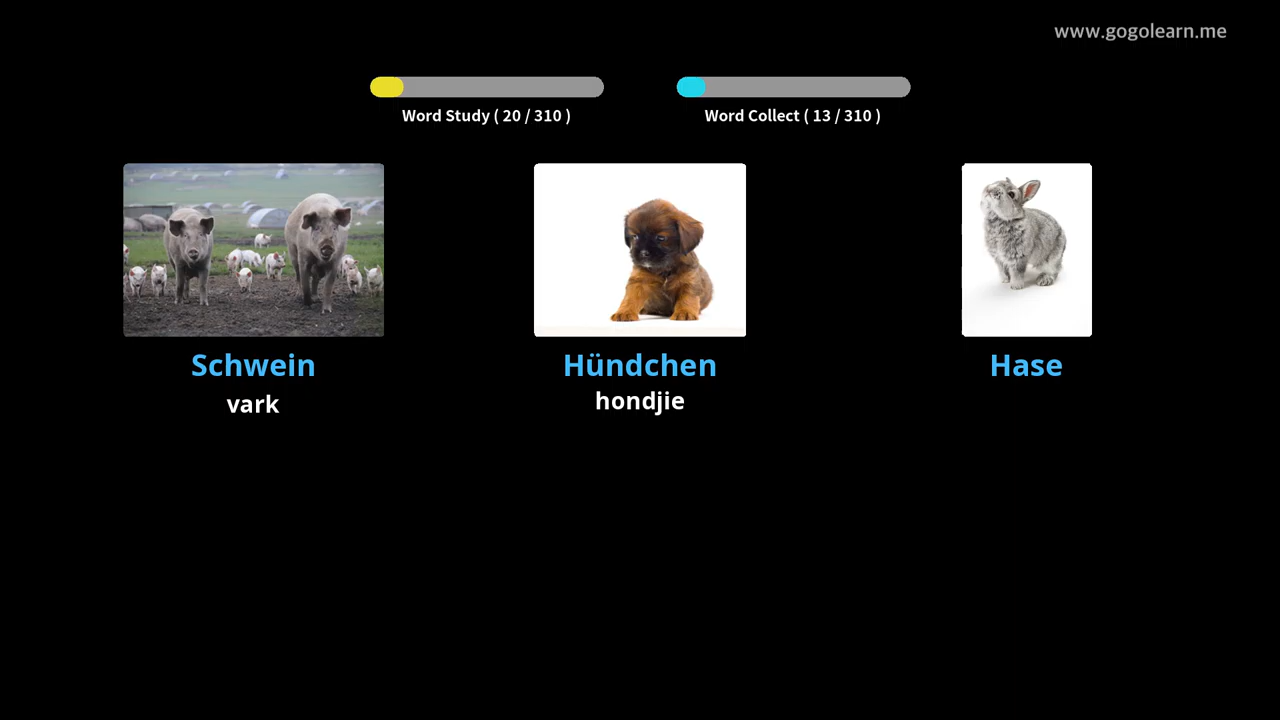 www.gogolearn.me
Word Study ( 20 / 310 )
Word Collect ( 13 / 310 )
Schwein
Hündchen
Hase
vark
hondjie